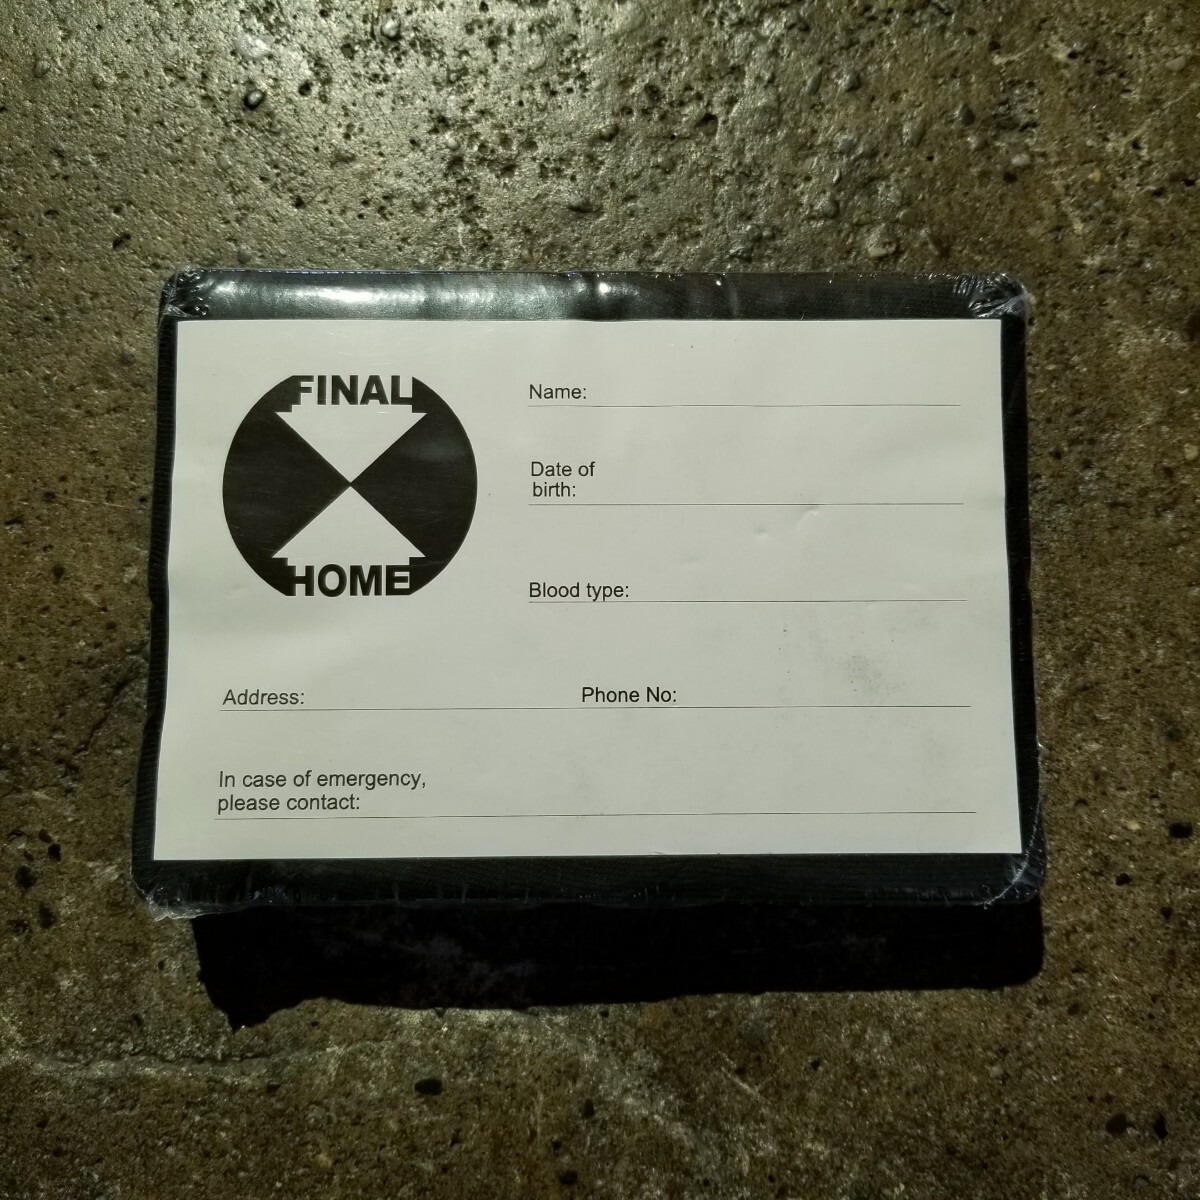 FINAL
HOME
Name:
Date of
birth:
Blood type:
Address:
Phone No:
In case of emergency,
please contact: